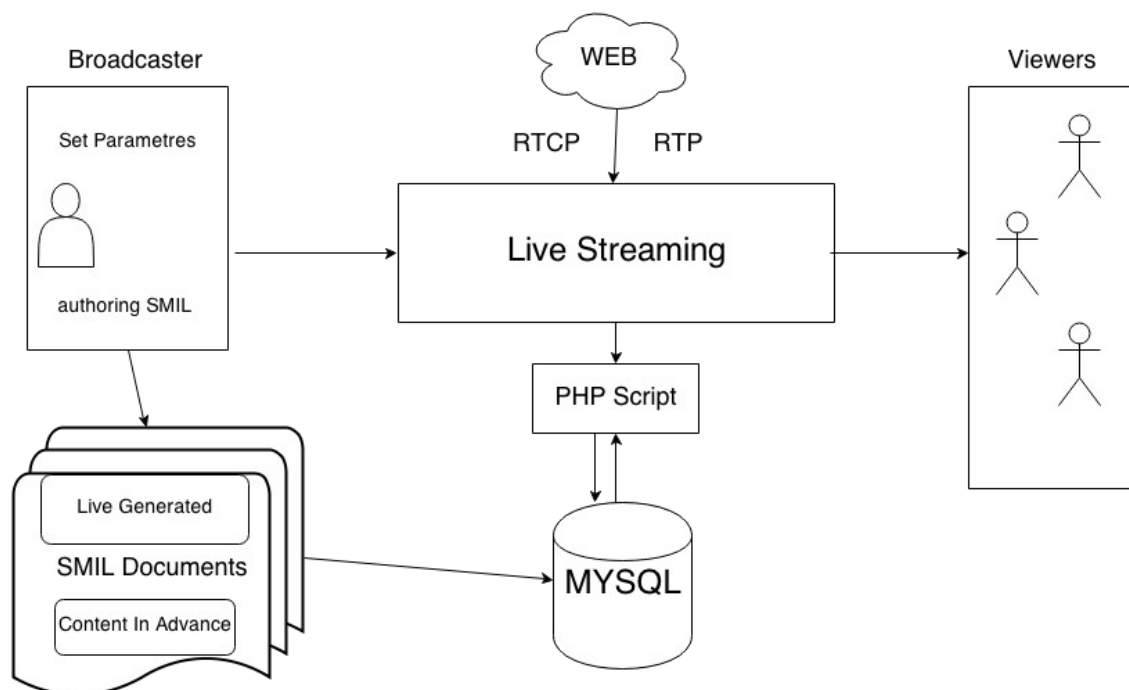 Broadcaster
WEB
Viewers
Set Parametres
RTCP
RTP
Live Streaming
authoring SMIL
PHP Script
Live Generated
SMIL Documents
MYSQL
Content In Advance